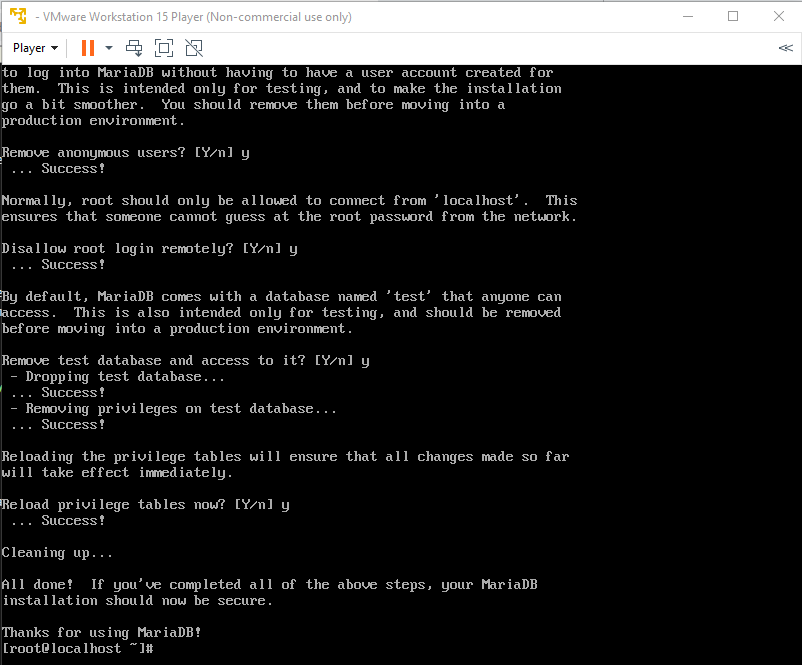 - VMware Workstation 15 Player (Non-commercial use only)
Player
to log into MariaDB without having to have a user account created for
them.  This is intended only for testing, and to make the installation
go a bit smoother.  You should remove them before moving into a
production environment.
Remove anonymous users? [Y/n] y
 ... Success!
Normally, root should only be allowed to connect from 'localhost'.  This
ensures that someone cannot guess at the root password from the network.
Disallow root login remotely? [Y/n] y
 ... Success!
By default, MariaDB comes with a database named 'test' that anyone can
access.  This is also intended only for testing, and should be removed
before moving into a production environment.
Remove test database and access to it? [Y/n] y
 - Dropping test database...
 ... Success!
 - Removing privileges on test database...
 ... Success!
Reloading the privilege tables will ensure that all changes made so far
will take effect immediately.
Reload privilege tables now? [Y/n] y
 ... Success!
Cleaning up...
All done!  If you've completed all of the above steps, your MariaDB
installation should now be secure.
Thanks for using MariaDB!
[root@localhost ~]#